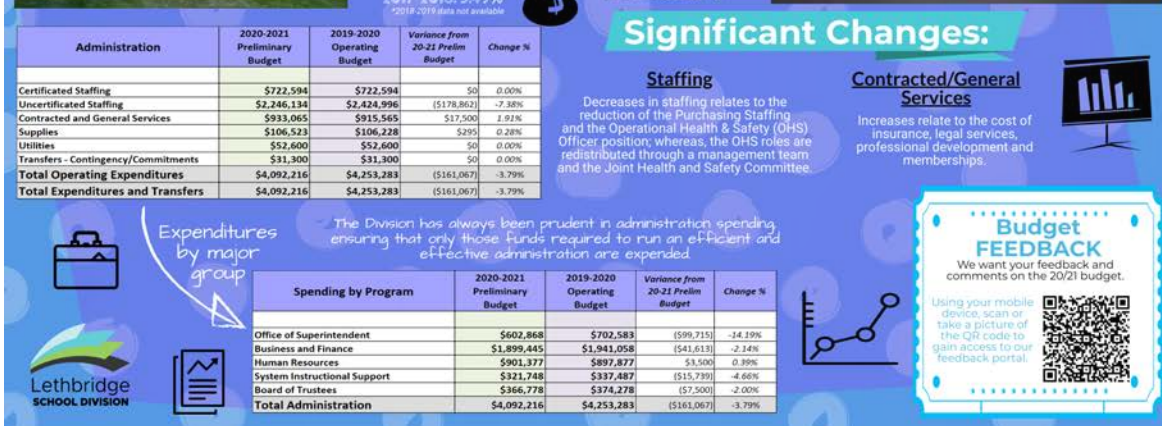 *2018-2019 data not available
$
Administration | 2020-2021 Preliminary Budget | 2019-2020 Operating Budget | Variance from 20-21 Prelim Budget | Change %
Certificated Staffing $722,594 $722,594 $0 0.00%
Uncertificated Staffing $2,246,134 $2,424,996 ($178,862) -7.38%
Contracted and General Services $933,065 $915,565 $17,500 1.91%
Supplies $106,523 $106,228 $295 0.28%
Utilities $52,600 $52,600 $0 0.00%
Transfers - Contingency/Commitments $31,300 $31,300 $0 0.00%
Total Operating Expenditures $4,092,216 $4,253,283 ($161,067) -3.79%
Total Expenditures and Transfers $4,092,216 $4,253,283 ($161,067) -3.79%
Significant Changes:
Staffing
Decreases in staffing relates to the
reduction of the Purchasing Staffing
and the Operational Health & Safety (OHS)
Officer position; whereas, the OHS roles are
redistributed through a management team
and the Joint Health and Safety Committee.
Contracted/General
Services
Increases relate to the cost of
insurance, legal services,
professional development and
memberships.
Expenditures
by major
group
The Division has always been prudent in administration spending,
ensuring that only those funds required to run an efficient and
effective administration are expended.
Spending by Program | 2020-2021 Preliminary Budget | 2019-2020 Operating Budget | Variance from 20-21 Prelim Budget | Change %
Office of Superintendent $602,868 $702,583 ($99,715) -14.19%
Business and Finance $1,899,445 $1,941,058 ($41,613) -2.14%
Human Resources $901,377 $897,877 $3,500 0.39%
System Instructional Support $321,748 $337,487 ($15,739) -4.66%
Board of Trustees $366,778 $374,278 ($7,500) -2.00%
Total Administration $4,092,216 $4,253,283 ($161,067) -3.79%
Budget
FEEDBACK
We want your feedback and
comments on the 20/21 budget.
Using your mobile
device, scan or
take a picture of
the QR code to
gain access to our
feedback portal.
Lethbridge
SCHOOL DIVISION